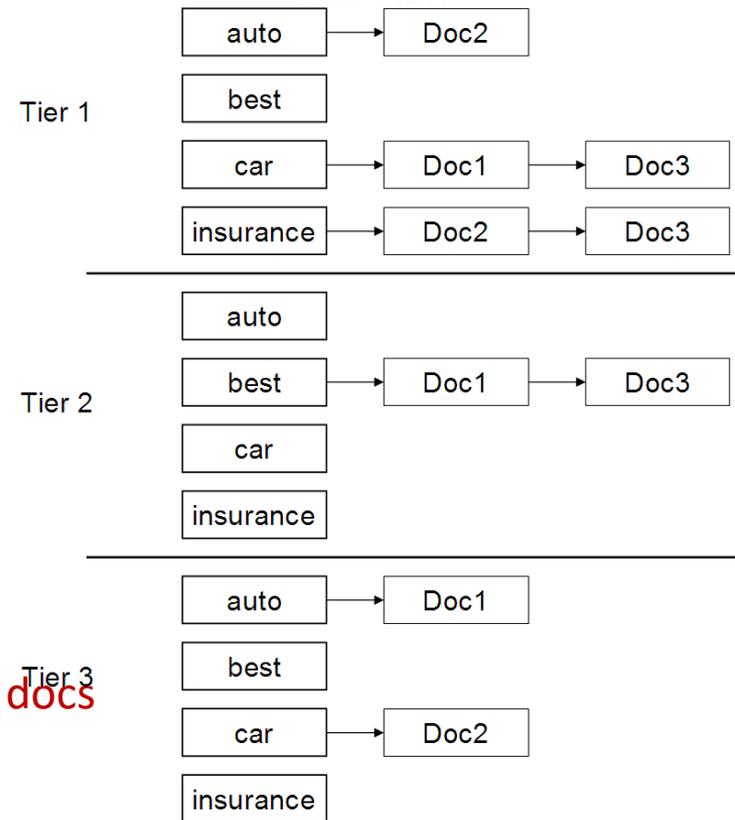 auto Doc2
Tier 1
best
car Doc1 Doc3
insurance Doc2 Doc3
auto
best Doc1 Doc3
Tier 2
car
insurance
auto Doc1
best
Tier 3
docs
car Doc2
insurance